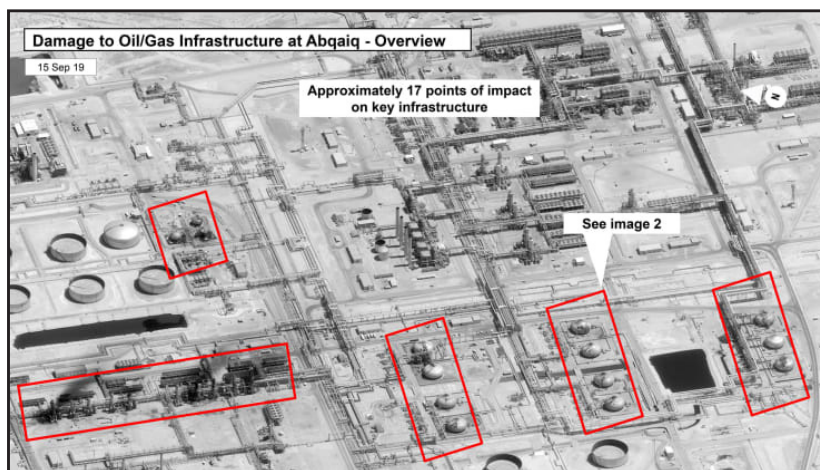 Damage to Oil/Gas Infrastructure at Abqaiq - Overview
15 Sep 19
Approximately 17 points of impact
on key infrastructure
N
See image 2